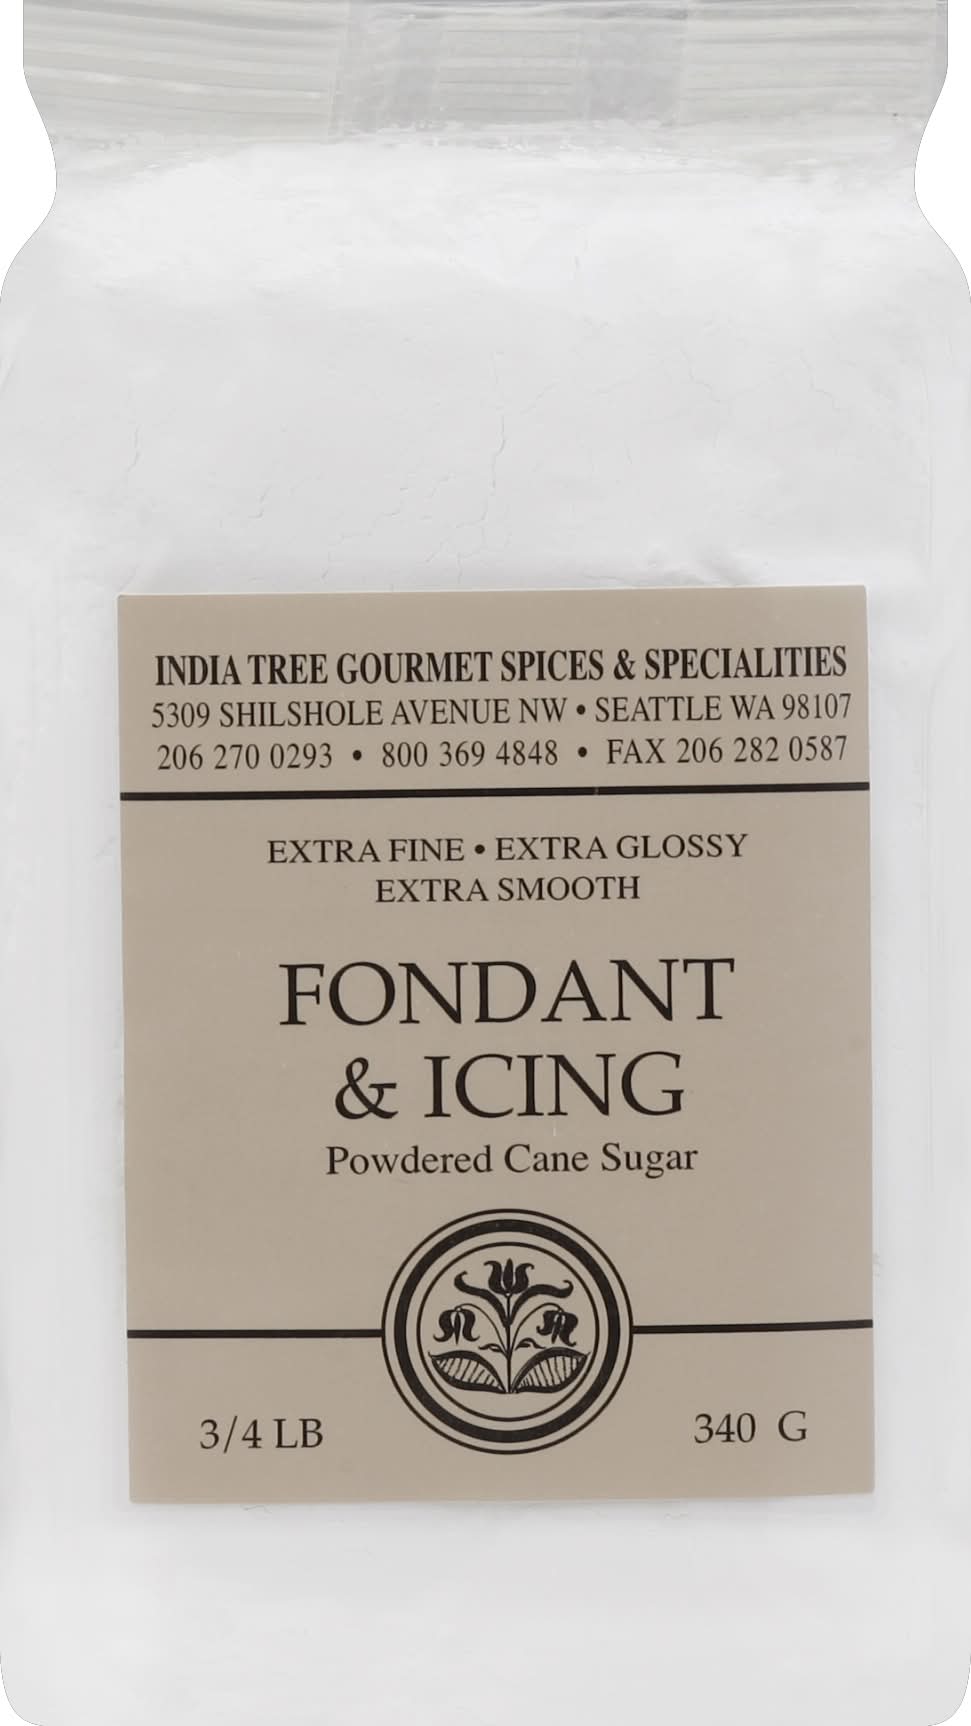 INDIA TREE GOURMET SPICES & SPECIALITIES
5309 SHILSHOLE AVENUE NW • SEATTLE WA 98107
206 270 0293 • 800 369 4848 • FAX 206 282 0587
EXTRA FINE • EXTRA GLOSSY
EXTRA SMOOTH
FONDANT
& ICING
Powdered Cane Sugar
3/4 LB 340 G